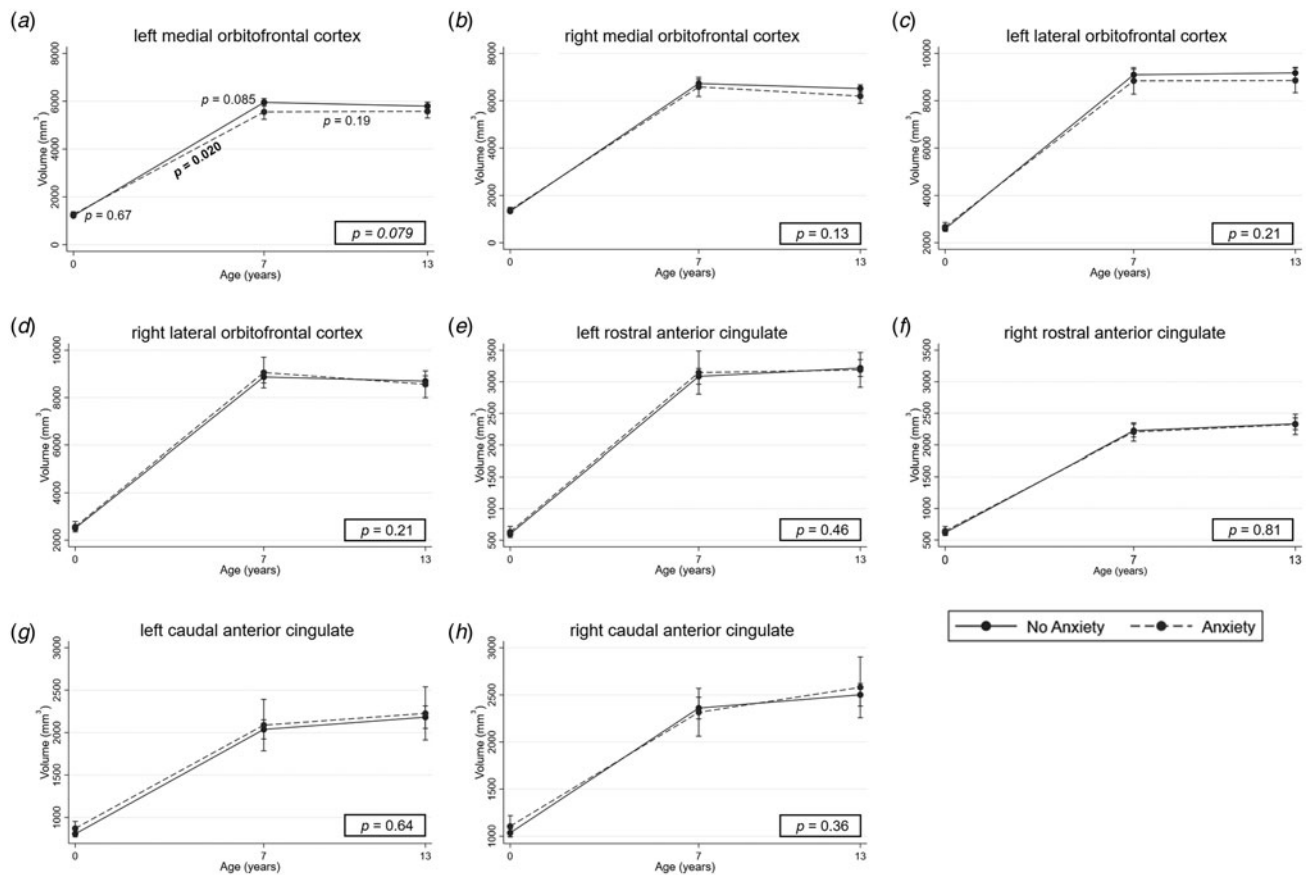 (a)
left medial orbitofrontal cortex
Volume (mm³)
8000
6000
4000
2000
0
p = 0.085
p = 0.19
p = 0.020
p = 0.67
p = 0.079
0 7 13
Age (years)
(b)
right medial orbitofrontal cortex
Volume (mm³)
8000
6000
4000
2000
0
p = 0.13
0 7 13
Age (years)
(c)
left lateral orbitofrontal cortex
Volume (mm³)
10000
8000
6000
4000
2000
p = 0.21
0 7 13
Age (years)
(d)
right lateral orbitofrontal cortex
Volume (mm³)
10000
8000
6000
4000
2000
p = 0.21
0 7 13
Age (years)
(e)
left rostral anterior cingulate
Volume (mm³)
3500
3000
2500
2000
1500
1000
500
p = 0.46
0 7 13
Age (years)
(f)
right rostral anterior cingulate
Volume (mm³)
3500
3000
2500
2000
1500
1000
500
p = 0.81
0 7 13
Age (years)
(g)
left caudal anterior cingulate
Volume (mm³)
3000
2500
2000
1500
1000
p = 0.64
0 7 13
Age (years)
(h)
right caudal anterior cingulate
Volume (mm³)
3000
2500
2000
1500
1000
p = 0.36
0 7 13
Age (years)
No Anxiety Anxiety